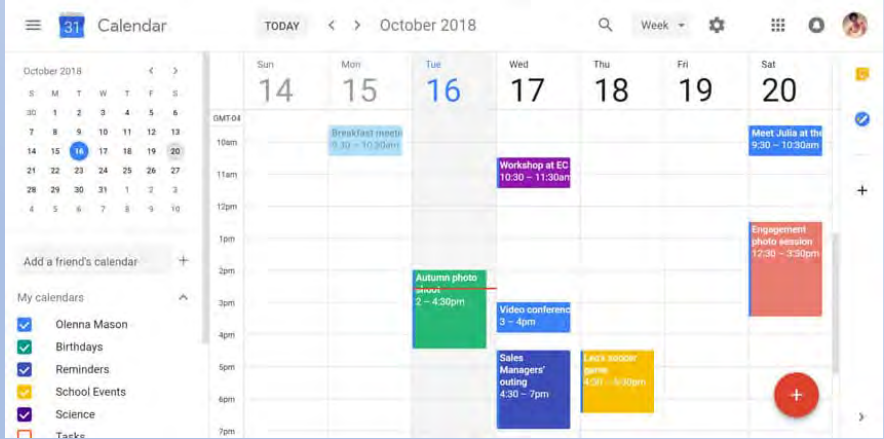 31 Calendar TODAY < > October 2018 Week
October 2018 < >
S M T W T F S
30 1 2 3 4 5 6
7 8 9 10 11 12 13
14 15 16 17 18 19 20
21 22 23 24 25 26 27
28 29 30 31 1 2 3
4 5 6 7 8 9 10
Add a friend's calendar +
My calendars
Olenna Mason
Birthdays
Reminders
School Events
Science
Tasks
Sun Mon Tue Wed Thu Fri Sat
14 15 16 17 18 19 20
GMT-04
10am
11am
12pm
1pm
2pm
3pm
4pm
5pm
6pm
7pm
Breakfast meetin
9:30 – 10:30am
Autumn photo
shoot
2 – 4:30pm
Workshop at EC
10:30 – 11:30am
Video conferenc
3 – 4pm
Sales
Managers'
outing
4:30 – 7pm
Leo's soccer
game
4:30 – 6:30pm
Meet Julia at the
9:30 – 10:30am
Engagement
photo session
12:30 – 3:30pm